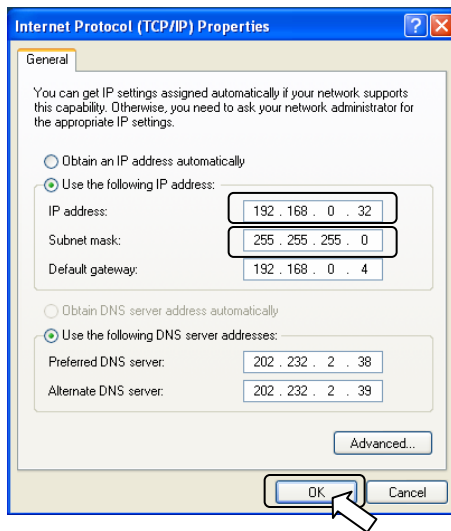 Internet Protocol (TCP/IP) Properties
General
You can get IP settings assigned automatically if your network supports
this capability. Otherwise, you need to ask your network administrator for
the appropriate IP settings.
Obtain an IP address automatically
Use the following IP address:
IP address: 192 . 168 . 0 . 32
Subnet mask: 255 . 255 . 255 . 0
Default gateway: 192 . 168 . 0 . 4
Obtain DNS server address automatically
Use the following DNS server addresses:
Preferred DNS server: 202 . 232 . 2 . 38
Alternate DNS server: 202 . 232 . 2 . 39
Advanced...
OK Cancel